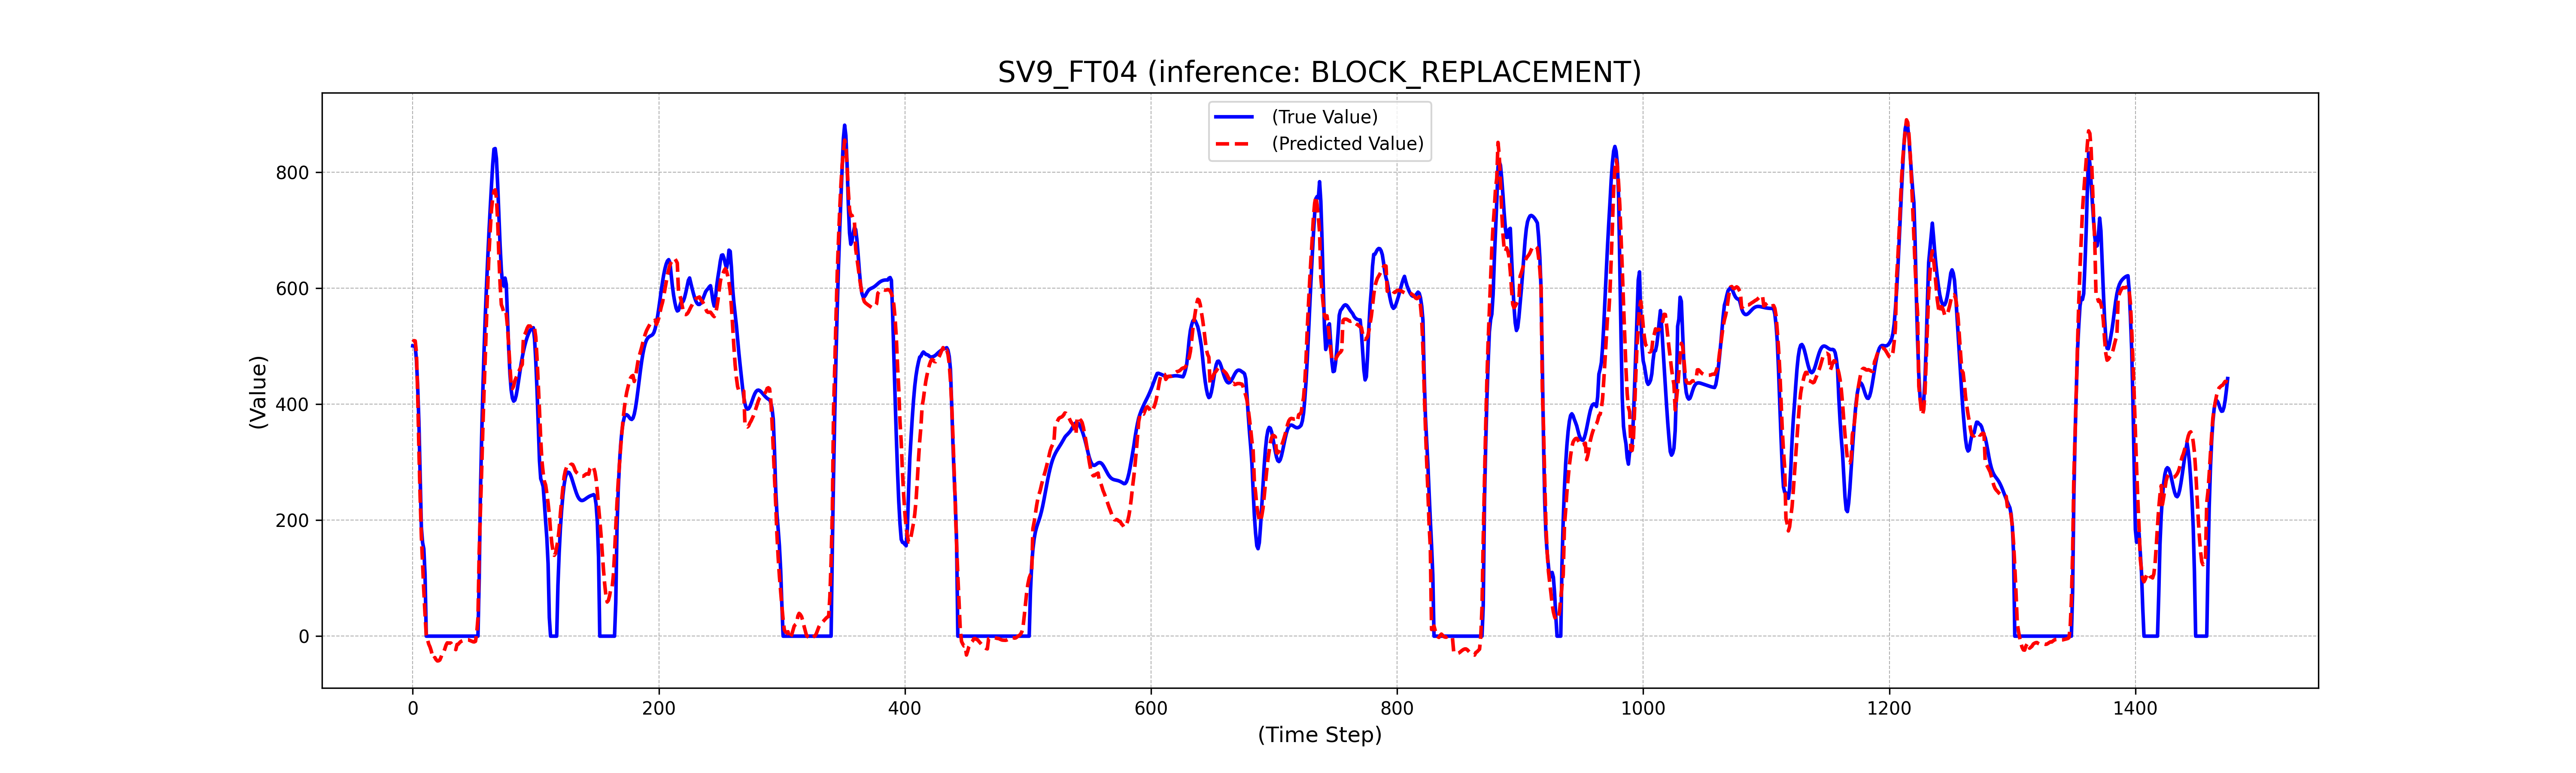 SV9_FT04 (inference: BLOCK_REPLACEMENT)
(True Value)
(Predicted Value)
(Value)
800
600
400
200
0
0 200 400 600 800 1000 1200 1400
(Time Step)